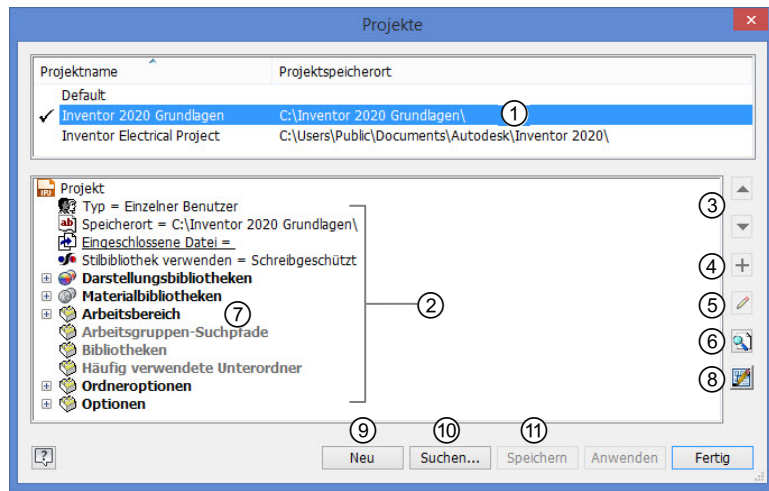 Projekte
Projektname Projektspeicherort
Default
Inventor 2020 Grundlagen C:\Inventor 2020 Grundlagen\ 1
Inventor Electrical Project C:\Users\Public\Documents\Autodesk\Inventor 2020\
IPJ Projekt
Typ = Einzelner Benutzer 3
ab Speicherort = C:\Inventor 2020 Grundlagen\
Eingeschlossene Datei =
Stilbibliothek verwenden = Schreibgeschützt 4
Darstellungsbibliotheken
Materialbibliotheken 2 5
Arbeitsbereich 7
Arbeitsgruppen-Suchpfade 6
Bibliotheken
Häufig verwendete Unterordner 8
Ordneroptionen
Optionen
9 10 11
? Neu Suchen... Speichern Anwenden Fertig